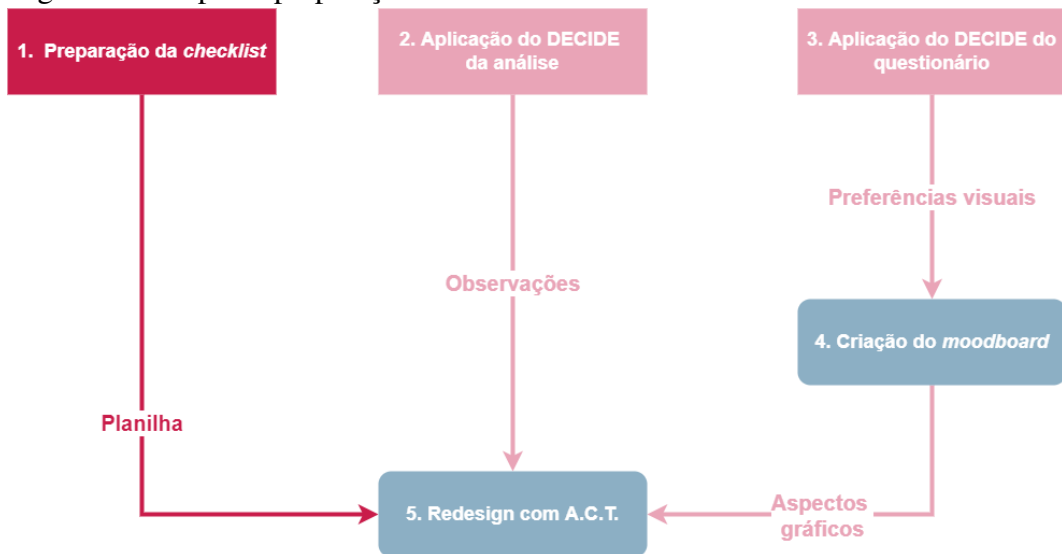 1. Preparação da checklist
2. Aplicação do DECIDE
da análise
3. Aplicação do DECIDE do
questionário
Preferências visuais
Observações
4. Criação do moodboard
Planilha
5. Redesign com A.C.T.
Aspectos
gráficos